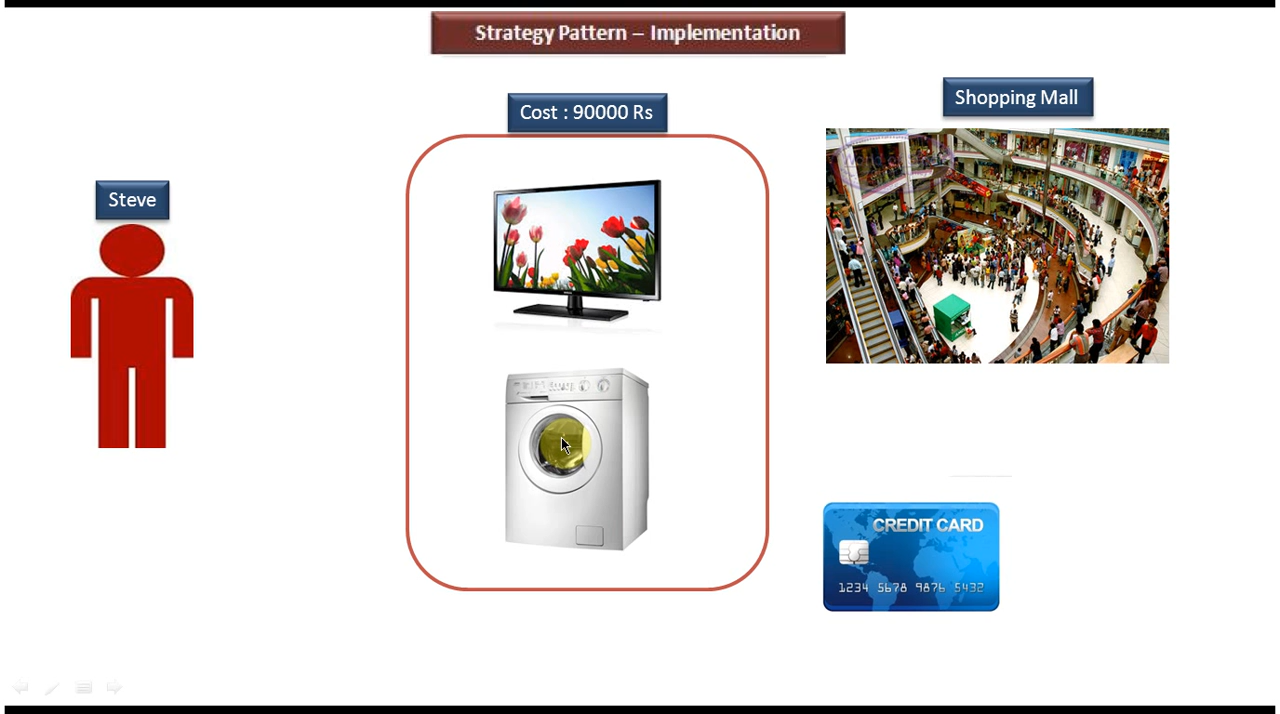 Strategy Pattern – Implementation
Cost : 90000 Rs
Shopping Mall
Steve
CREDIT CARD
1234 5678 9876 5432